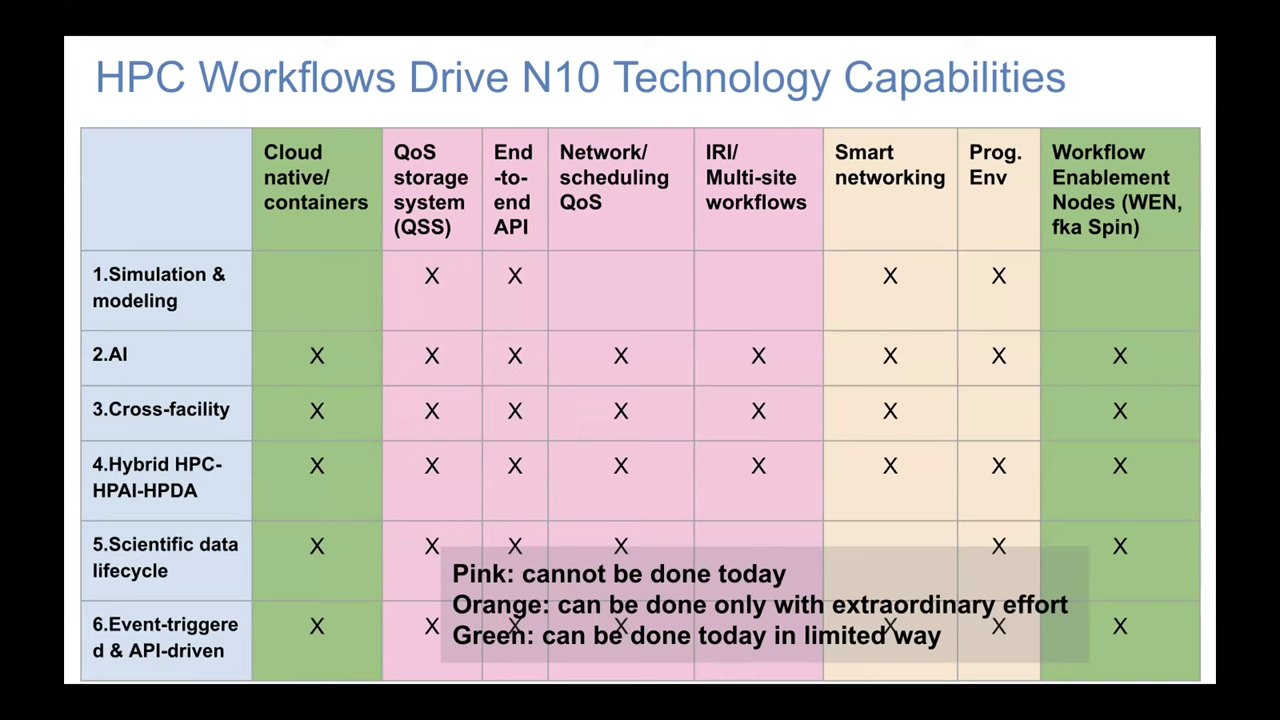 HPC Workflows Drive N10 Technology Capabilities
Cloud native/ containers
QoS storage system (QSS)
End -to- end API
Network/ scheduling QoS
IRI/ Multi-site workflows
Smart networking
Prog. Env
Workflow Enablement Nodes (WEN, fka Spin)
1.Simulation & modeling X X X X
2.AI X X X X X X X X
3.Cross-facility X X X X X X X
4.Hybrid HPC- HPAI-HPDA X X X X X X X X
5.Scientific data lifecycle X X X X X X
6.Event-triggere d & API-driven X X X X X X X
Pink: cannot be done today
Orange: can be done only with extraordinary effort
Green: can be done today in limited way